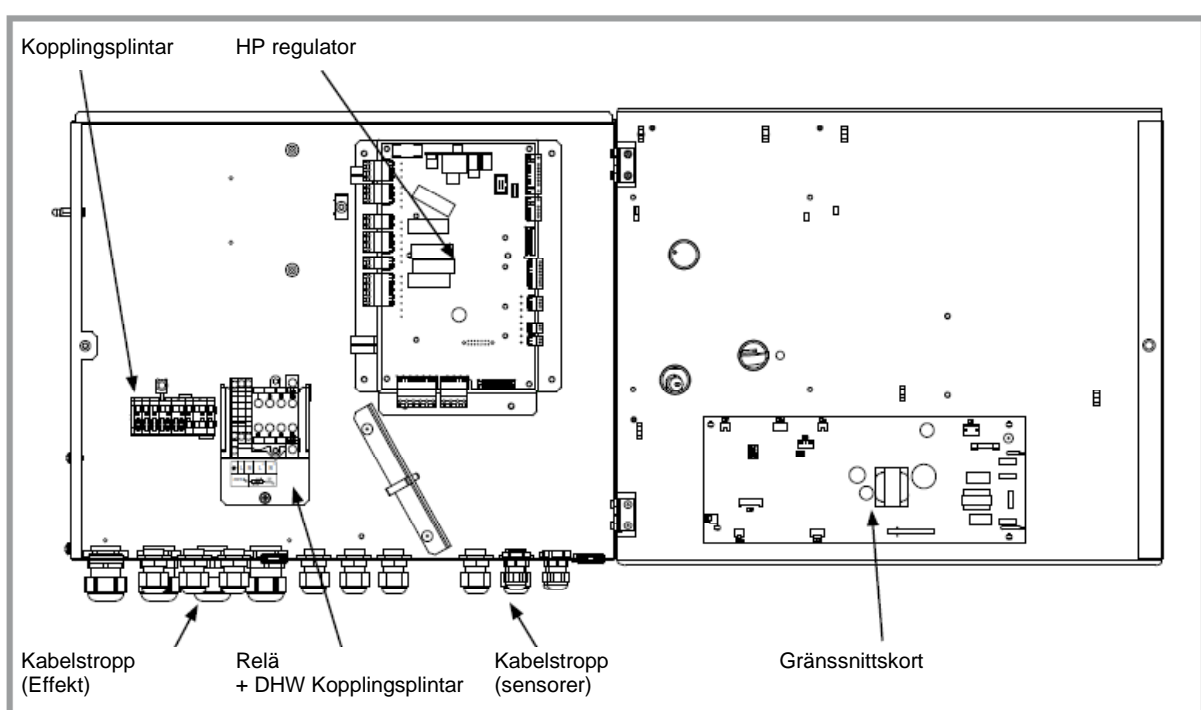 Kopplingsplintar
HP regulator
Kabelstropp
(Effekt)
Relä
+ DHW Kopplingsplintar
Kabelstropp
(sensorer)
Gränssnittskort